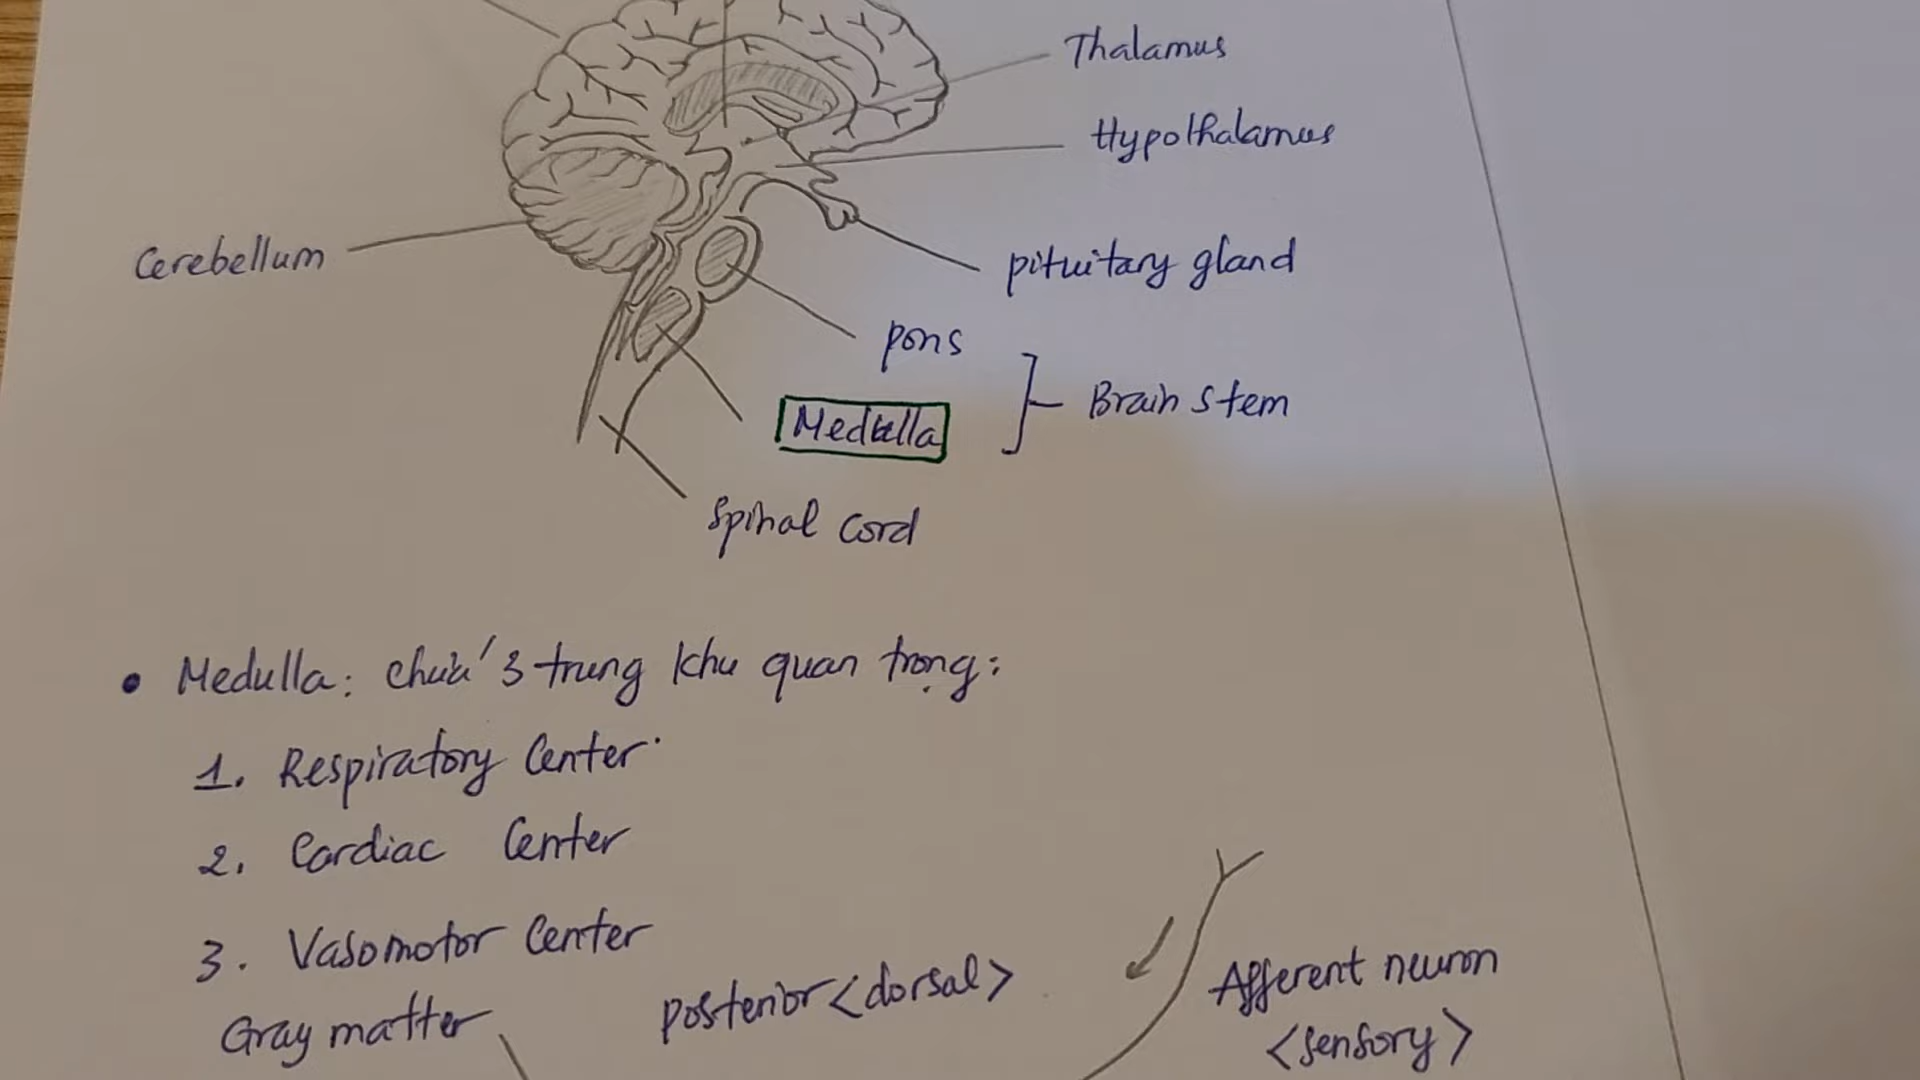 Thalamus
Hypothalamus
Cerebellum
pituitary gland
pons
Medulla
Brain stem
Spinal cord
• Medulla: chứa 3 trung khu quan trọng:
1. Respiratory Center
2. Cardiac Center
3. Vasomotor Center
Gray matter
posterior <dorsal>
Afferent neuron
<sensory>